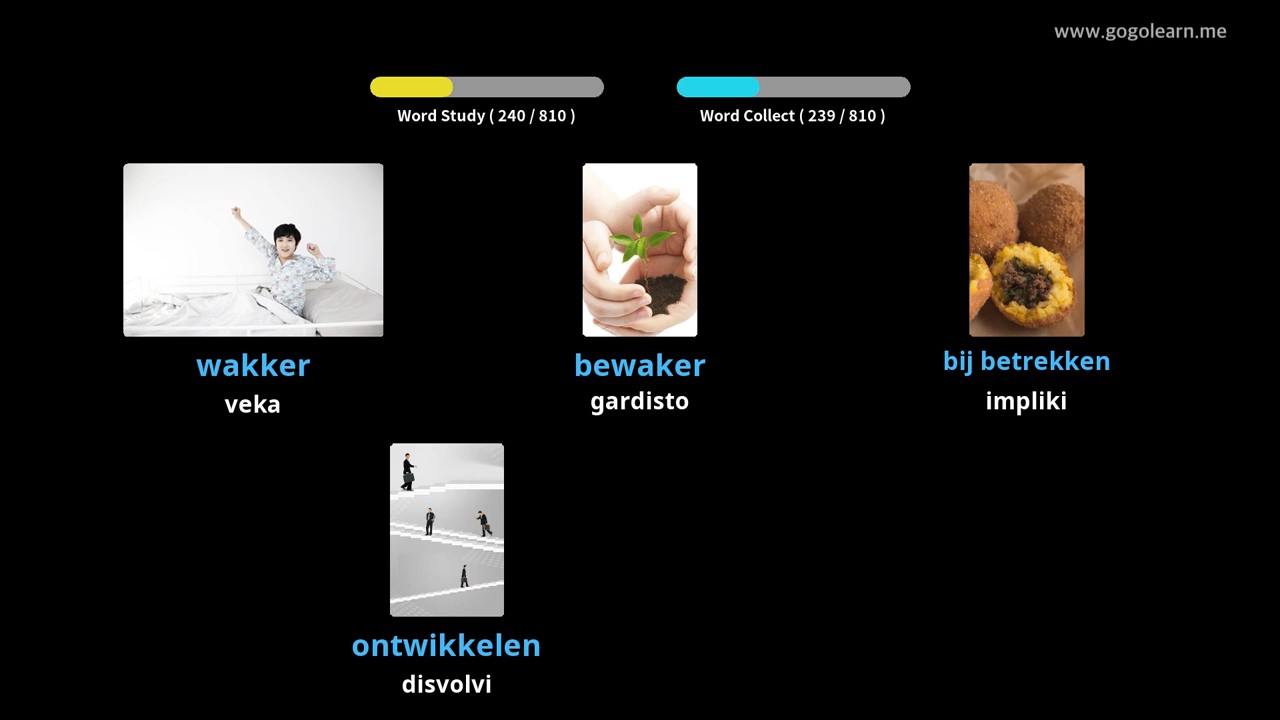 www.gogolearn.me
Word Study ( 240 / 810 )
Word Collect ( 239 / 810 )
wakker
veka
bewaker
gardisto
bij betrekken
impliki
ontwikkelen
disvolvi